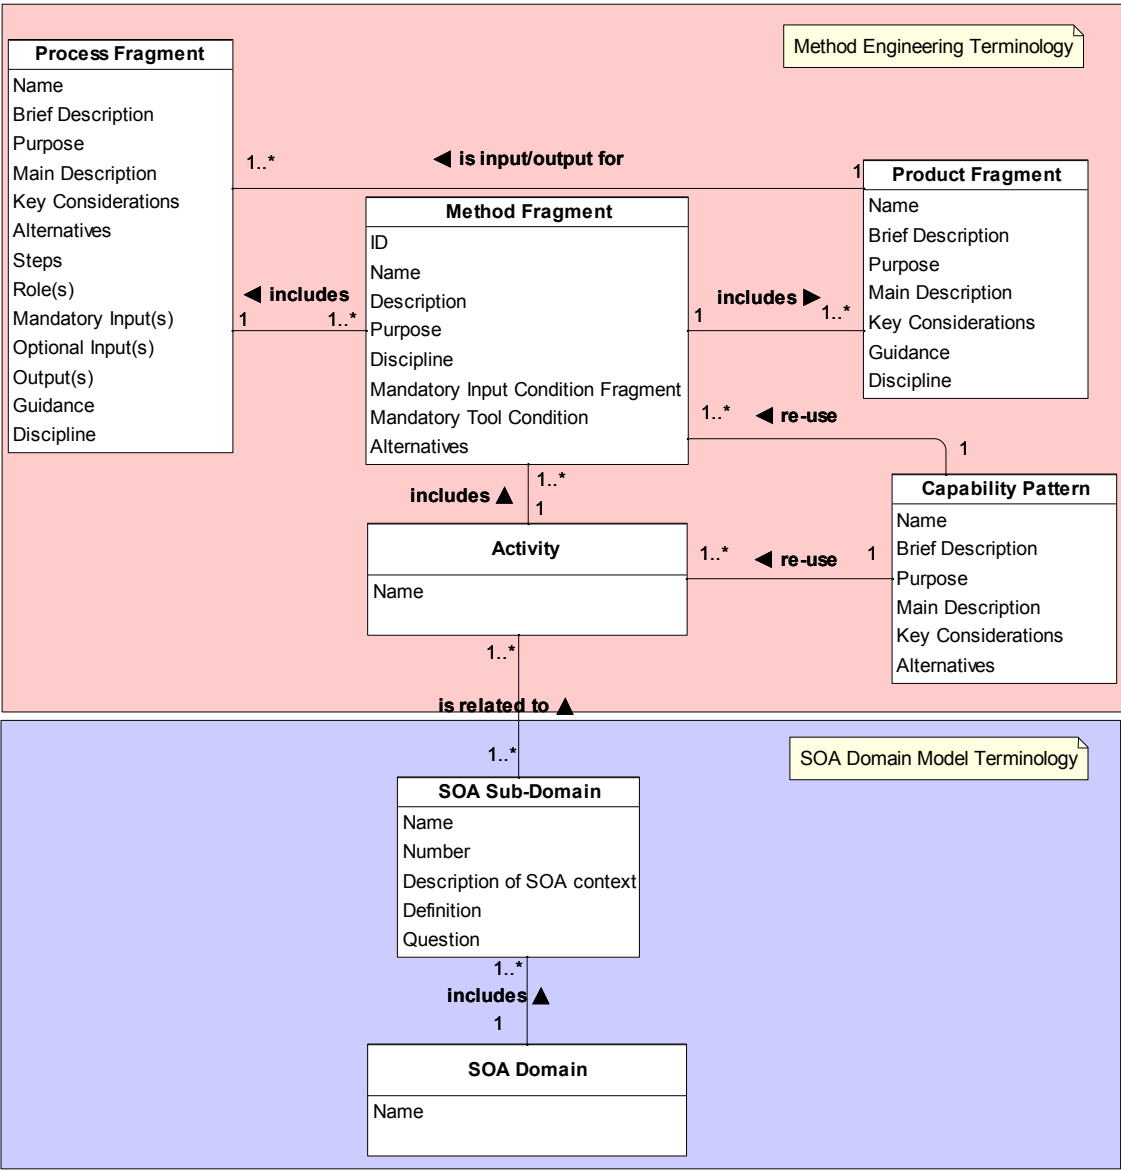 Method Engineering Terminology
Process Fragment
Name
Brief Description
Purpose
Main Description
Key Considerations
Alternatives
Steps
Role(s)
Mandatory Input(s)
Optional Input(s)
Output(s)
Guidance
Discipline
1..*
◀ is input/output for
1
Product Fragment
Name
Brief Description
Purpose
Main Description
Key Considerations
Guidance
Discipline
Method Fragment
ID
Name
Description
Purpose
Discipline
Mandatory Input Condition Fragment
Mandatory Tool Condition
Alternatives
◀ includes
1
1..*
includes ▶
1
1..*
1..*
◀ re-use
1
Capability Pattern
Name
Brief Description
Purpose
Main Description
Key Considerations
Alternatives
1..*
includes ▲
1
Activity
Name
1..*
◀ re-use
1
1..*
is related to ▲
1..*
SOA Domain Model Terminology
SOA Sub-Domain
Name
Number
Description of SOA context
Definition
Question
1..*
includes ▲
1
SOA Domain
Name